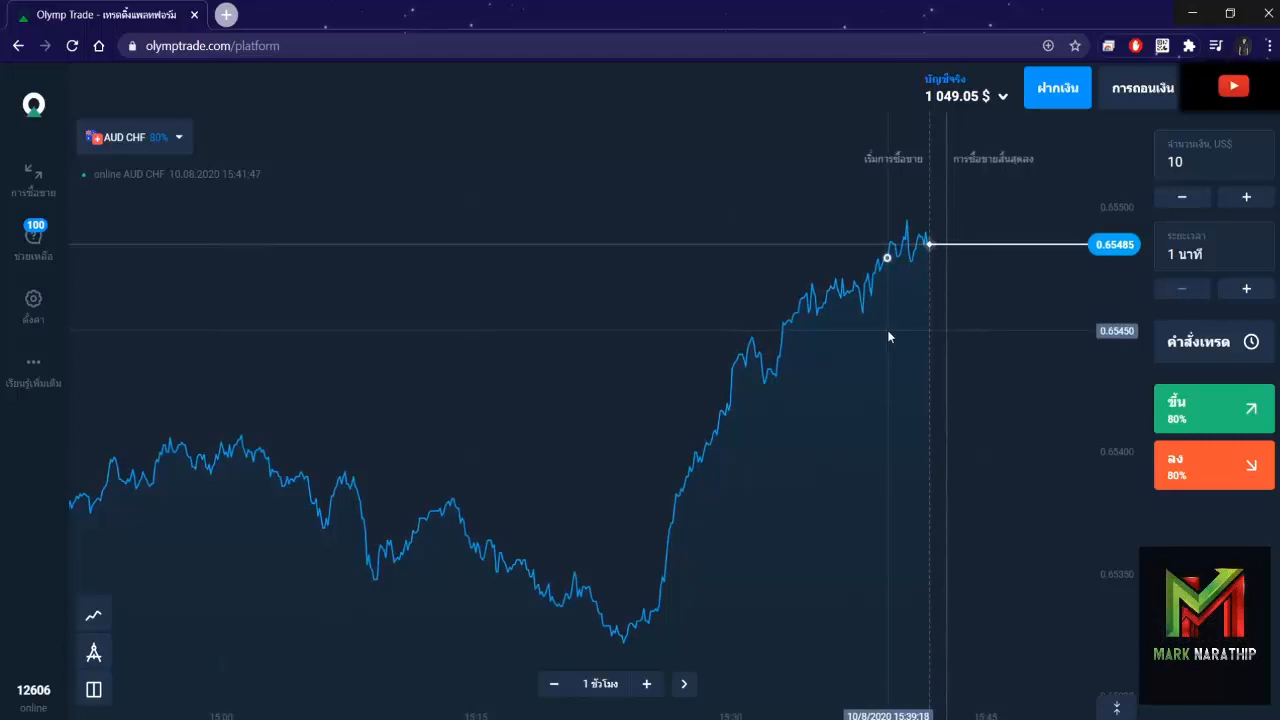 Olymp Trade - เทรดดิ้งแพลทฟอร์ม
olymptrade.com/platform
บัญชีจริง
1 049.05 $
ฝากเงิน
การถอนเงิน
AUD CHF 80%
online AUD CHF 10.08.2020 15:41:47
เริ่มการซื้อขาย
การซื้อขายสิ้นสุดลง
จำนวนเงิน, US$
10
การซื้อขาย
100
ช่วยเหลือ
ตั้งค่า
เรียนรู้เพิ่มเติม
0.65500
0.65485
0.65450
0.65400
0.65350
ระยะเวลา
1 นาที
คำสั่งเทรด
ขึ้น
80%
ลง
80%
MARK NARATHIP
1 ชั่วโมง
12606
online
15:00
15:15
15:30
10/8/2020 15:39:18
15:45